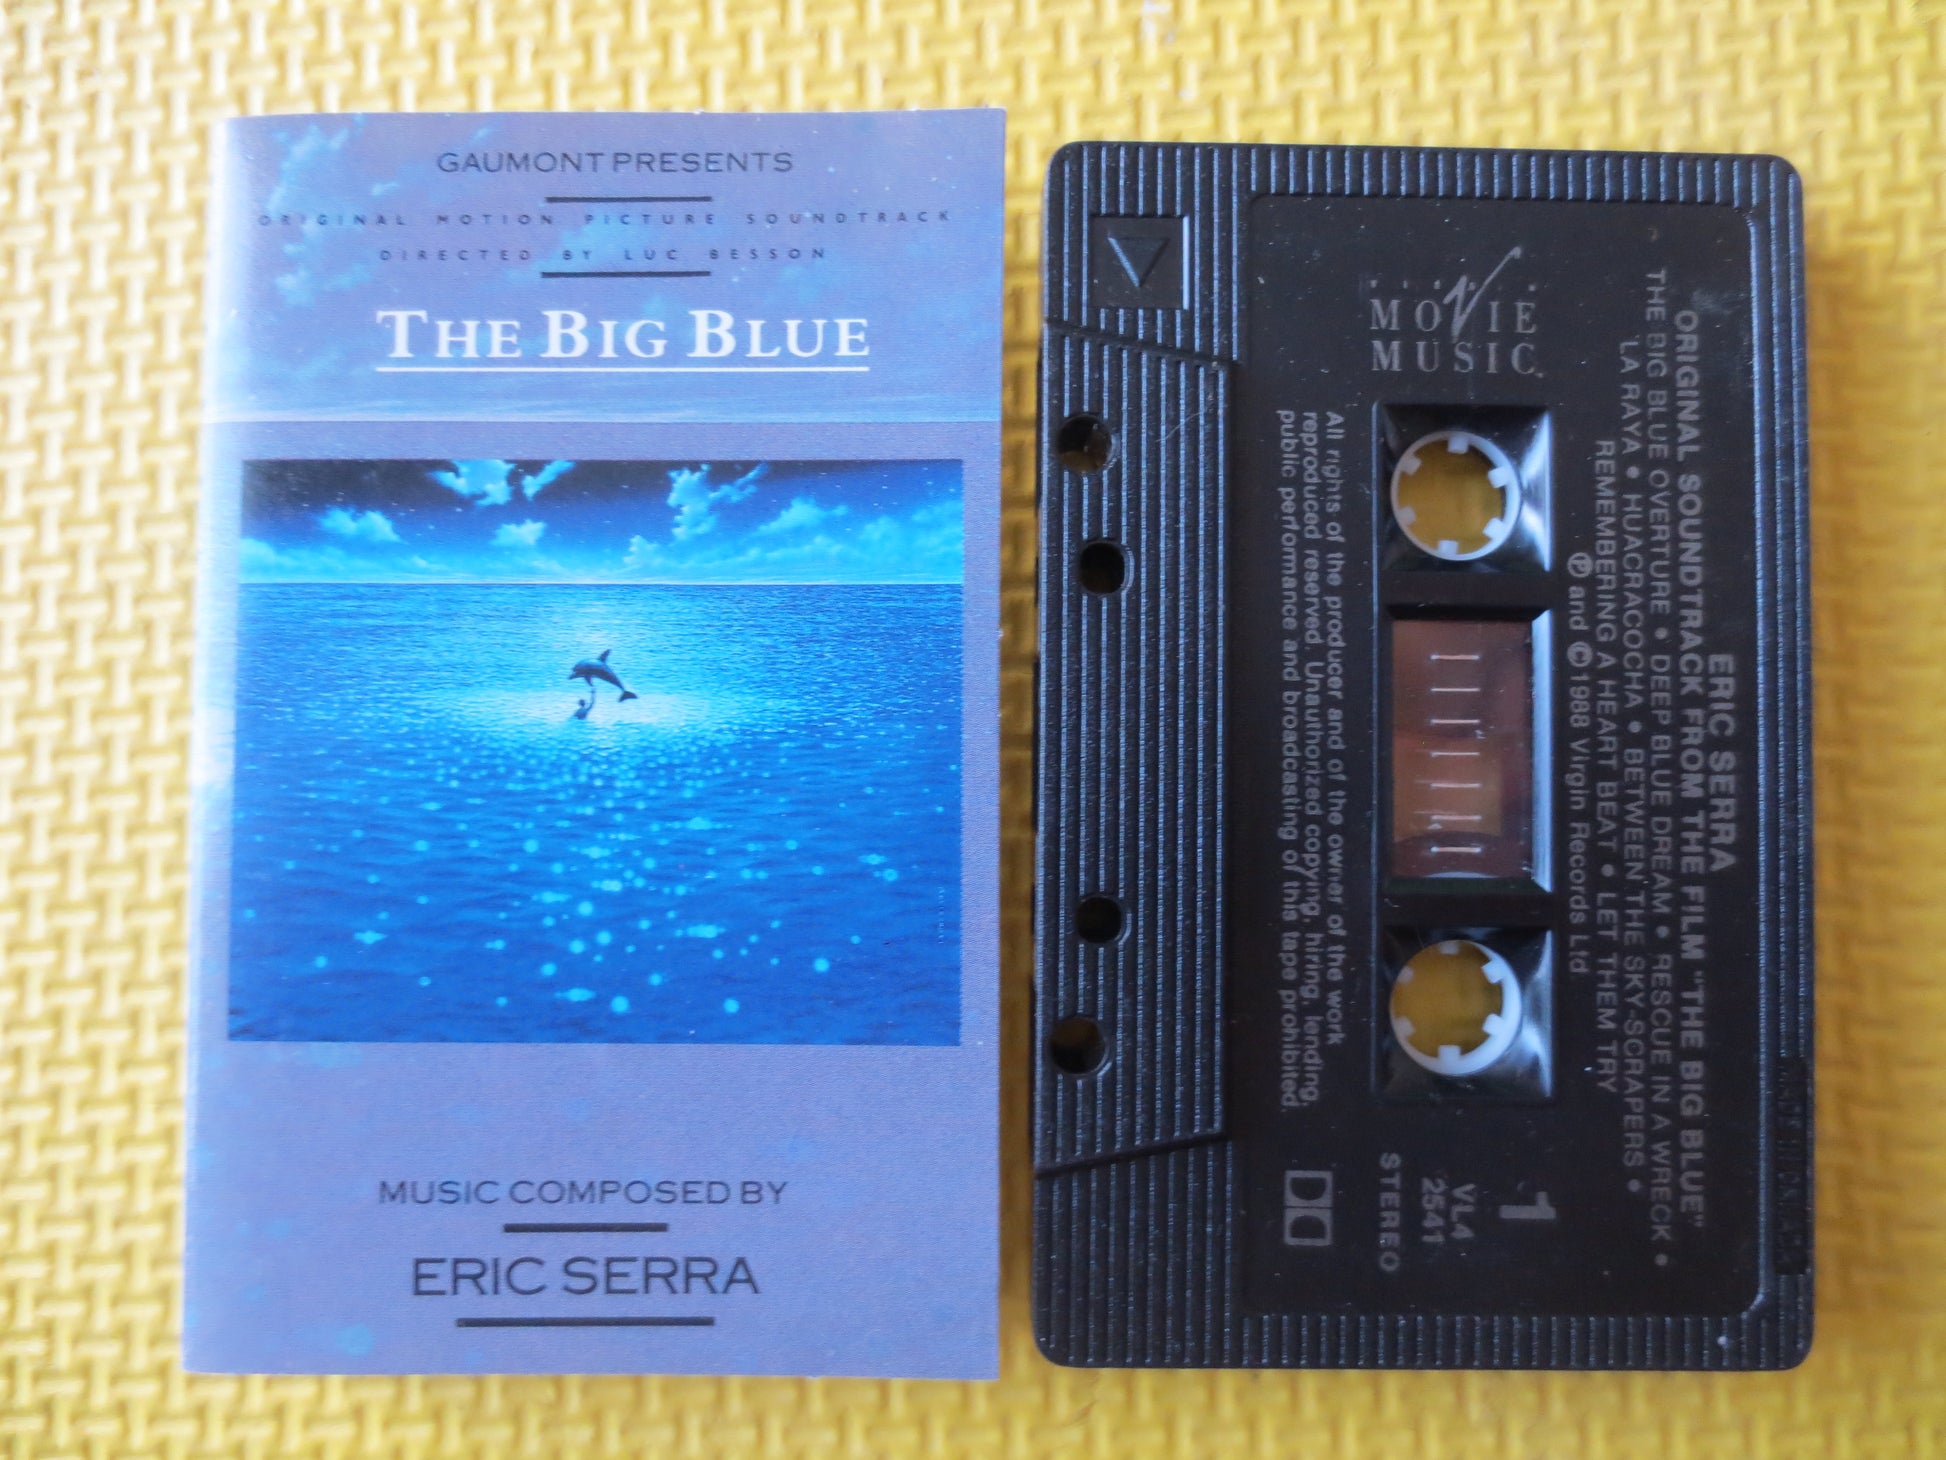 GAUMONT PRESENTS
ORIGINAL MOTION PICTURE SOUNDTRACK
DIRECTED BY LUC BESSON
THE BIG BLUE
MUSIC COMPOSED BY
ERIC SERRA
MOVIE
MUSIC
ERIC SERRA
ORIGINAL SOUNDTRACK FROM THE FILM "THE BIG BLUE"
THE BIG BLUE OVERTURE • DEEP BLUE DREAM • RESCUE IN A WRECK •
'LA RAYA • HUACRACOCHA • BETWEEN THE SKY-SCRAPERS •
REMEMBERING A HEART BEAT • LET THEM TRY
℗ and © 1988 Virgin Records Ltd
1
VL4
2541
STEREO
All rights of the producer and of the owner of the work
reproduced reserved. Unauthorized copying, hiring, lending,
public performance and broadcasting of this tape prohibited.